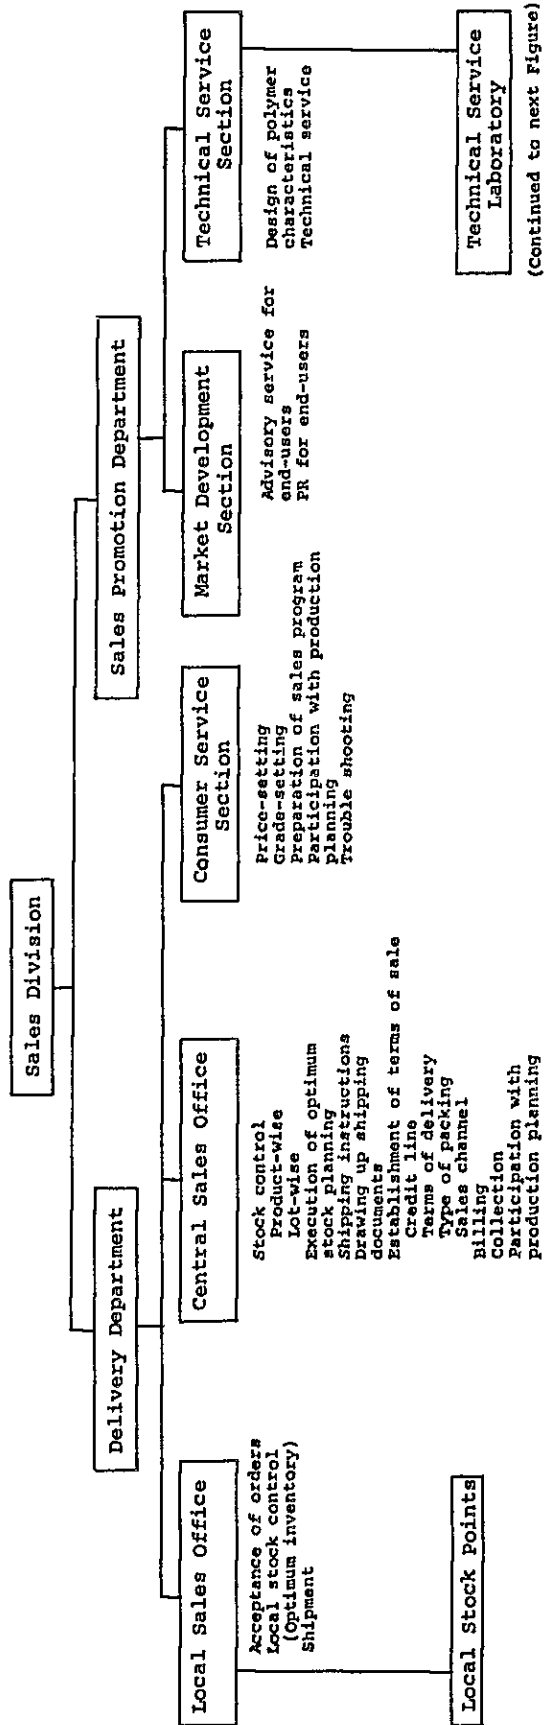 Sales Division
Delivery Department
Sales Promotion Department
Local Sales Office
Acceptance of orders
Local stock control
(Optimum inventory)
Shipment
Local Stock Points
Central Sales Office
Stock control
Product-wise
Lot-wise
Execution of optimum
stock planning
Shipping instructions
Drawing up shipping
documents
Establishment of terms of sale
Credit line
Terms of delivery
Type of packing
Sales channel
Billing
Collection
Participation with
production planning
Consumer Service
Section
Price-setting
Grade-setting
Preparation of sales program
Participation with production
planning
Trouble shooting
Market Development
Section
Advisory service for
end-users
PR for end-users
Technical Service
Section
Design of polymer
characteristics
Technical service
Technical Service
Laboratory
(Continued to next Figure)